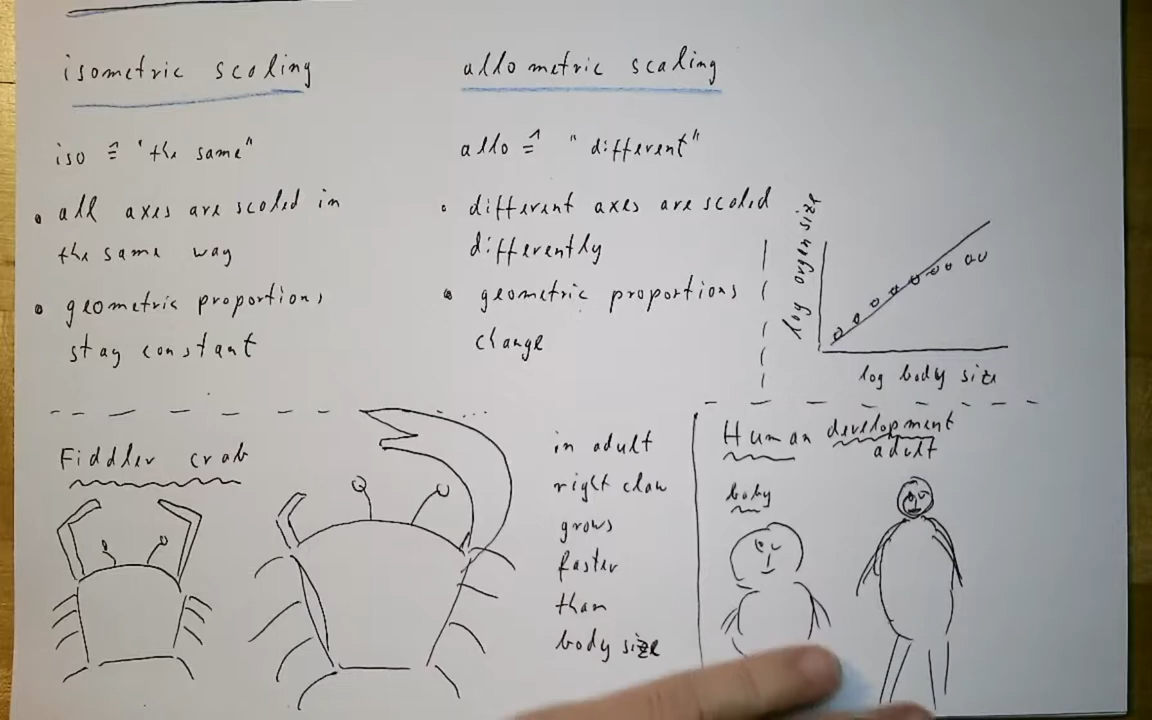 isometric scaling
iso ≙ "the same"
• all axes are scaled in
the same way
• geometric proportions
stay constant
allometric scaling
allo ≙ "different"
• different axes are scaled
differently
• geometric proportions
change
log organ size
log body size
Fiddler crab
in adult
right claw
grows
faster
than
body size
Human development
baby
adult